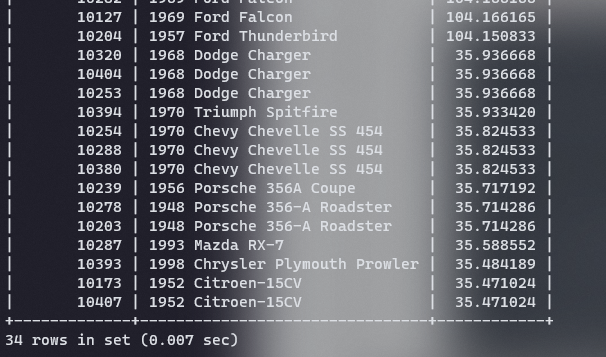 | 10127 | 1969 Ford Falcon | 104.166165 |
| 10204 | 1957 Ford Thunderbird | 104.150833 |
| 10320 | 1968 Dodge Charger | 35.936668 |
| 10404 | 1968 Dodge Charger | 35.936668 |
| 10253 | 1968 Dodge Charger | 35.936668 |
| 10394 | 1970 Triumph Spitfire | 35.933420 |
| 10254 | 1970 Chevy Chevelle SS 454 | 35.824533 |
| 10288 | 1970 Chevy Chevelle SS 454 | 35.824533 |
| 10380 | 1970 Chevy Chevelle SS 454 | 35.824533 |
| 10239 | 1956 Porsche 356A Coupe | 35.717192 |
| 10278 | 1948 Porsche 356-A Roadster | 35.714286 |
| 10203 | 1948 Porsche 356-A Roadster | 35.714286 |
| 10287 | 1993 Mazda RX-7 | 35.588552 |
| 10393 | 1998 Chrysler Plymouth Prowler | 35.484189 |
| 10173 | 1952 Citroen-15CV | 35.471024 |
| 10407 | 1952 Citroen-15CV | 35.471024 |
+-------------+--------------------------------+------------+
34 rows in set (0.007 sec)